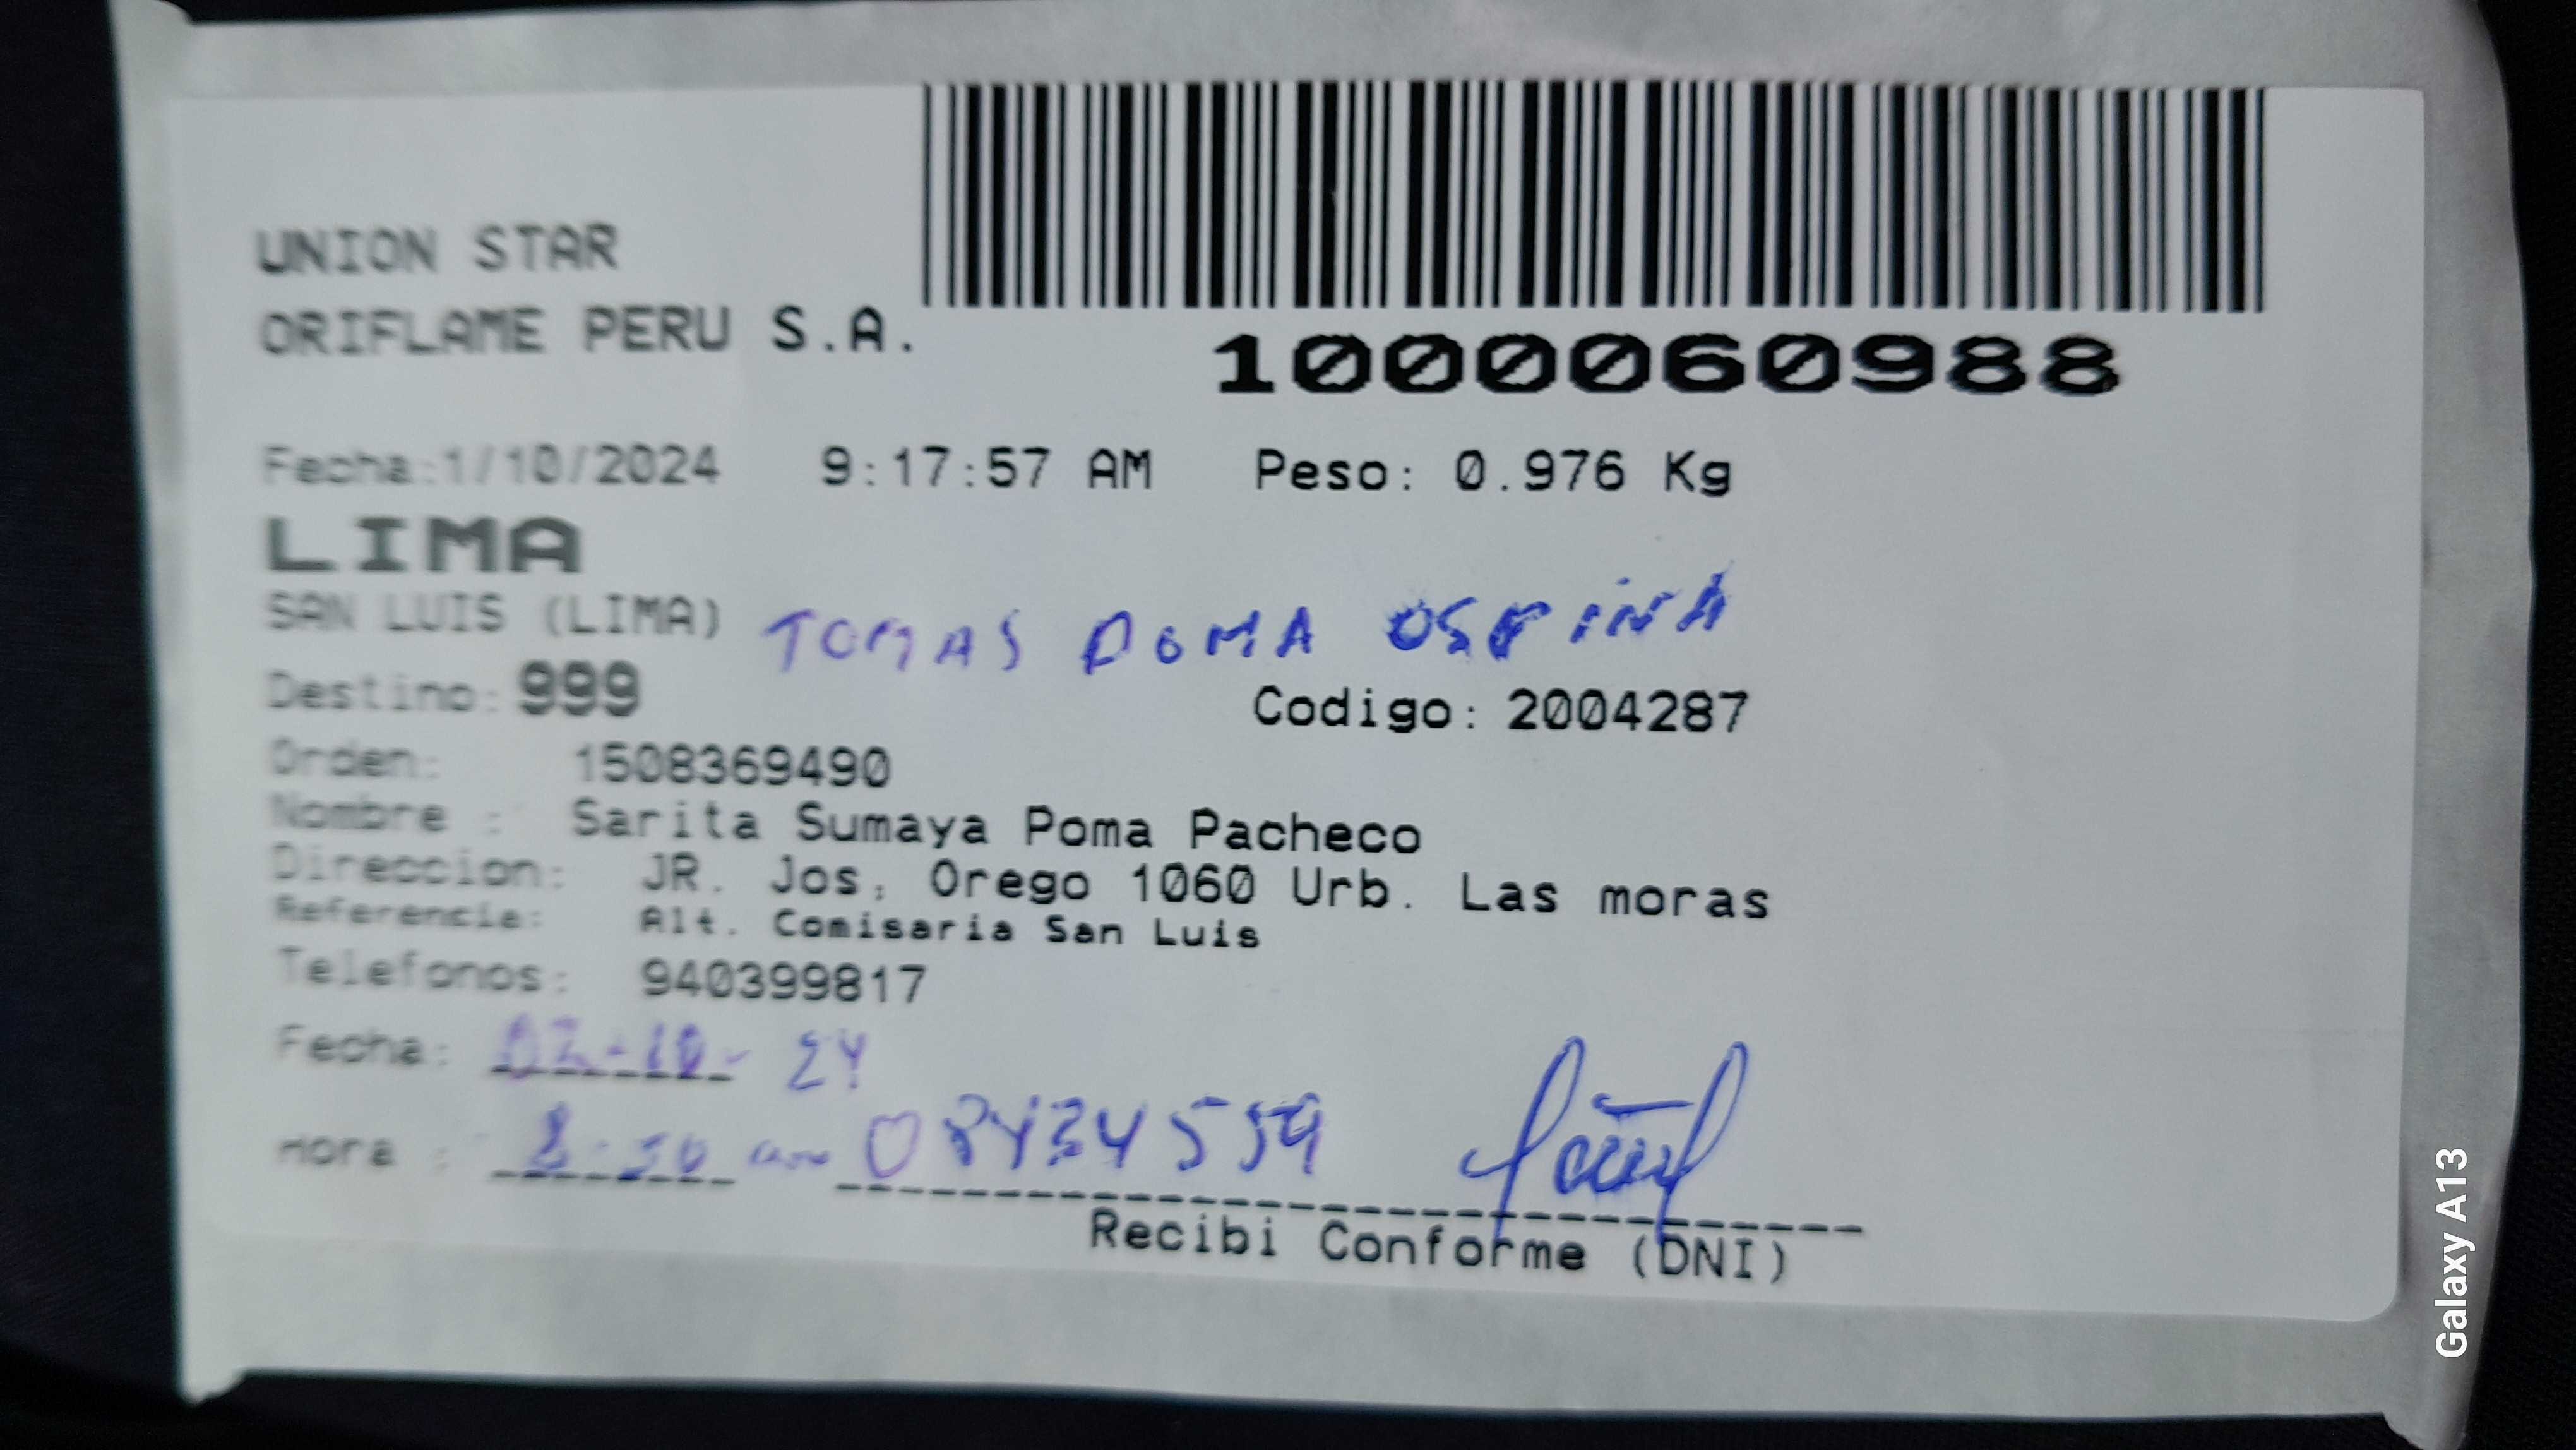 UNION STAR
ORIFLAME PERU S.A.
1000060988
Fecha:1/10/2024 9:17:57 AM Peso: 0.976 Kg
LIMA
SAN LUIS (LIMA) TOMAS POMA OSPINA
Destino: 999 Codigo: 2004287
Orden: 1508369490
Nombre : Sarita Sumaya Poma Pacheco
Direccion: JR. Jos, Orego 1060 Urb. Las moras
Referencia: Alt. Comisaria San Luis
Telefonos: 940399817
Fecha: 02-10- 24
Hora : 8:30 am 08434559
Recibi Conforme (DNI)
Galaxy A13